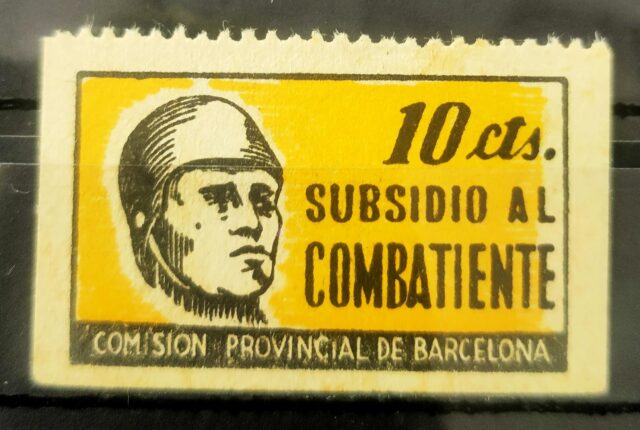 10 cts.
SUBSIDIO AL
COMBATIENTE
COMISION PROVINCIAL DE BARCELONA